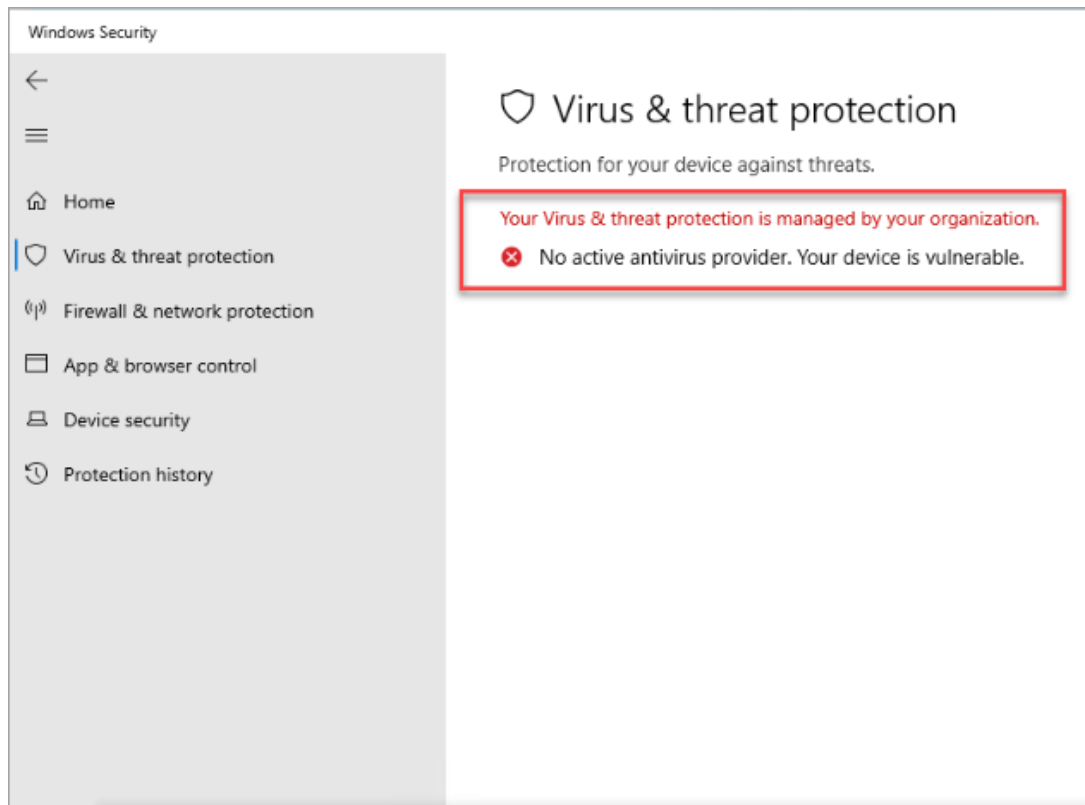 Windows Security
Virus & threat protection
Protection for your device against threats.
Your Virus & threat protection is managed by your organization.
No active antivirus provider. Your device is vulnerable.
Home
Virus & threat protection
Firewall & network protection
App & browser control
Device security
Protection history